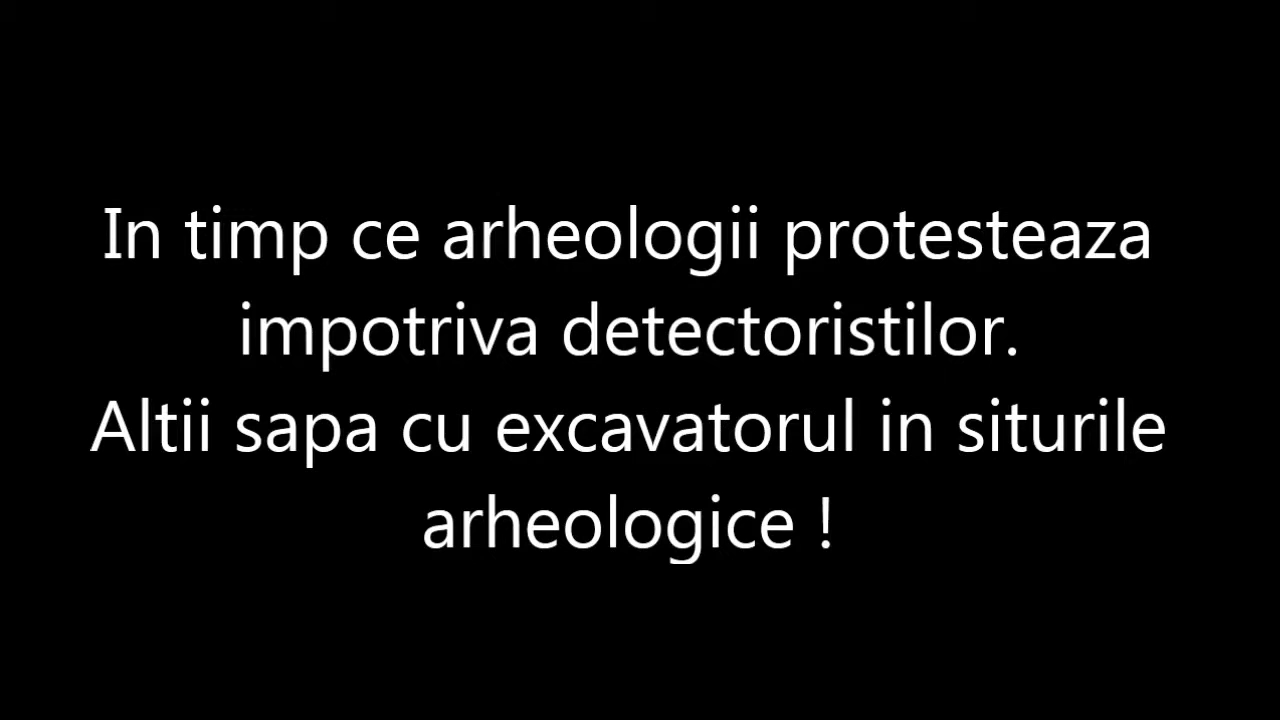 In timp ce arheologii protesteaza
impotriva detectoristilor.
Altii sapa cu excavatorul in siturile
arheologice !